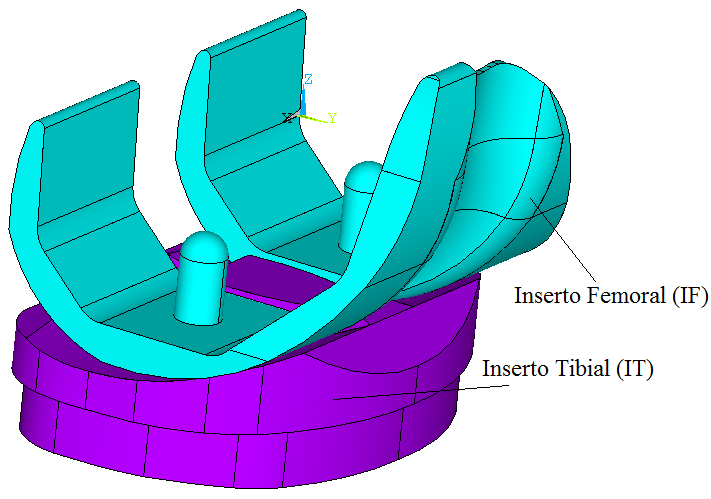 Z
X Y
Inserto Femoral (IF)
Inserto Tibial (IT)